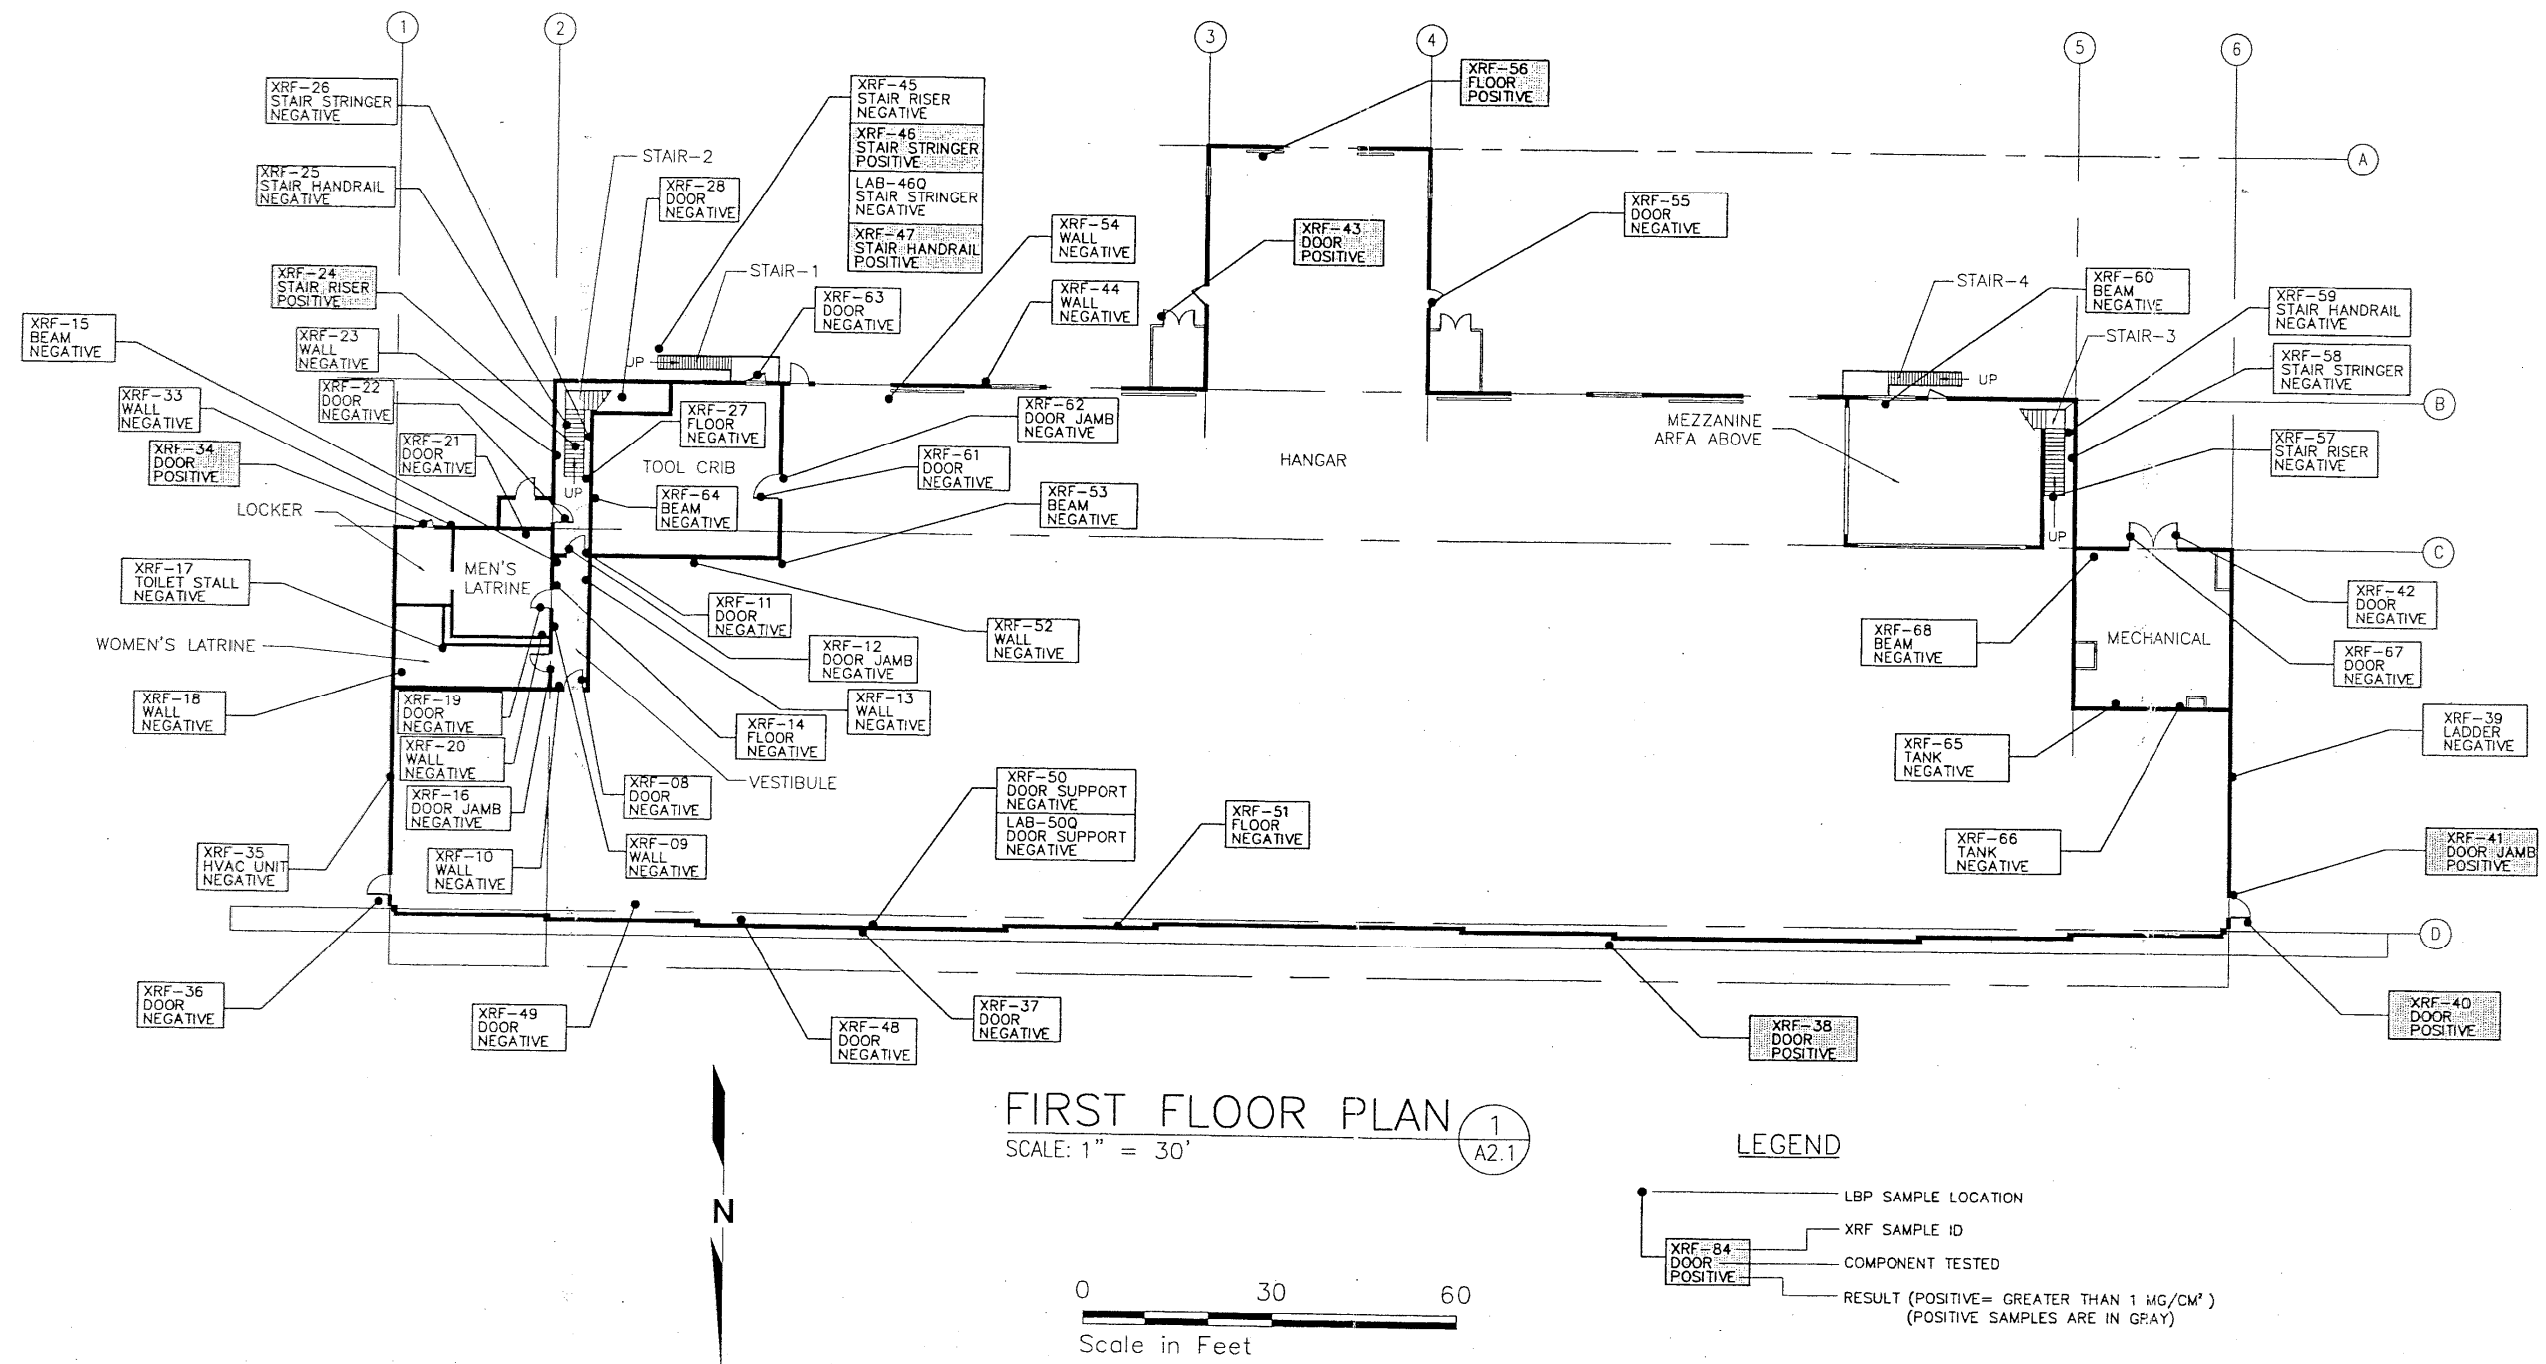 1
2
3
4
5
6
XRF-56
FLOOR
POSITIVE
XRF-26
STAIR STRINGER
NEGATIVE
XRF-45
STAIR RISER
NEGATIVE
XRF-46
STAIR STRINGER
POSITIVE
LAB-46Q
STAIR STRINGER
NEGATIVE
XRF-47
STAIR HANDRAIL
POSITIVE
STAIR-2
A
XRF-25
STAIR HANDRAIL
NEGATIVE
XRF-28
DOOR
NEGATIVE
XRF-55
DOOR
NEGATIVE
XRF-54
WALL
NEGATIVE
XRF-43
DOOR
POSITIVE
XRF-24
STAIR RISER
POSITIVE
STAIR-1
XRF-63
DOOR
NEGATIVE
XRF-44
WALL
NEGATIVE
STAIR-4
XRF-60
BEAM
NEGATIVE
XRF-59
STAIR HANDRAIL
NEGATIVE
XRF-15
BEAM
NEGATIVE
XRF-23
WALL
NEGATIVE
UP
STAIR-3
XRF-58
STAIR STRINGER
NEGATIVE
UP
XRF-33
WALL
NEGATIVE
XRF-22
DOOR
NEGATIVE
XRF-27
FLOOR
NEGATIVE
XRF-62
DOOR JAMB
NEGATIVE
MEZZANINE
AREA ABOVE
B
XRF-34
DOOR
POSITIVE
XRF-21
DOOR
NEGATIVE
TOOL CRIB
XRF-61
DOOR
NEGATIVE
HANGAR
XRF-57
STAIR RISER
NEGATIVE
UP
XRF-64
BEAM
NEGATIVE
XRF-53
BEAM
NEGATIVE
LOCKER
UP
C
XRF-17
TOILET STALL
NEGATIVE
MEN'S
LATRINE
XRF-11
DOOR
NEGATIVE
XRF-52
WALL
NEGATIVE
XRF-42
DOOR
NEGATIVE
WOMEN'S LATRINE
XRF-12
DOOR JAMB
NEGATIVE
XRF-68
BEAM
NEGATIVE
MECHANICAL
XRF-67
DOOR
NEGATIVE
XRF-18
WALL
NEGATIVE
XRF-19
DOOR
NEGATIVE
XRF-13
WALL
NEGATIVE
XRF-14
FLOOR
NEGATIVE
XRF-39
LADDER
NEGATIVE
XRF-20
WALL
NEGATIVE
XRF-65
TANK
NEGATIVE
XRF-16
DOOR JAMB
NEGATIVE
XRF-08
DOOR
NEGATIVE
VESTIBULE
XRF-50
DOOR SUPPORT
NEGATIVE
LAB-50Q
DOOR SUPPORT
NEGATIVE
XRF-51
FLOOR
NEGATIVE
XRF-35
HVAC UNIT
NEGATIVE
XRF-10
WALL
NEGATIVE
XRF-09
WALL
NEGATIVE
XRF-66
TANK
NEGATIVE
XRF-41
DOOR JAMB
POSITIVE
D
XRF-36
DOOR
NEGATIVE
XRF-49
DOOR
NEGATIVE
XRF-48
DOOR
NEGATIVE
XRF-37
DOOR
NEGATIVE
XRF-38
DOOR
POSITIVE
XRF-40
DOOR
POSITIVE
N
FIRST FLOOR PLAN
1
A2.1
SCALE: 1" = 30'
0 30 60
Scale in Feet
LEGEND
LBP SAMPLE LOCATION
XRF SAMPLE ID
XRF-84
DOOR
POSITIVE
COMPONENT TESTED
RESULT (POSITIVE= GREATER THAN 1 MG/CM²)
(POSITIVE SAMPLES ARE IN GRAY)